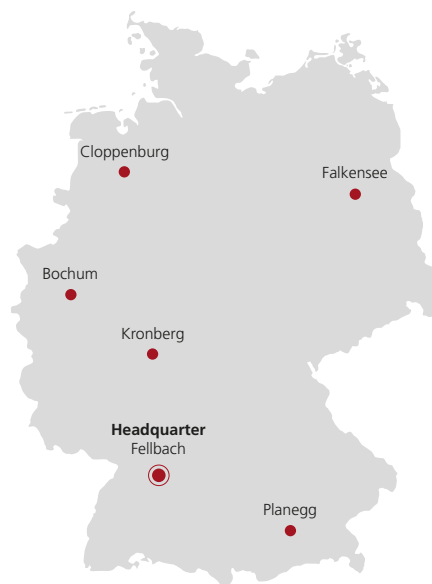 Cloppenburg
Falkensee
Bochum
Kronberg
Headquarter
Fellbach
Planegg